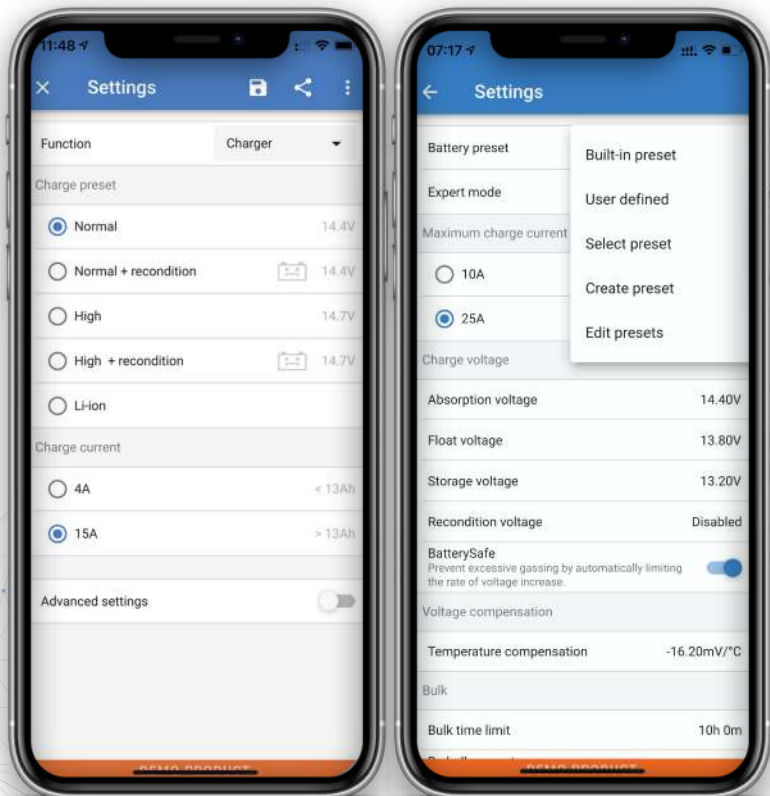 11:48
Settings
Function
Charger
Charge preset
Normal
14.4V
Normal + recondition
14.4V
High
14.7V
High + recondition
14.7V
Li-ion
Charge current
4A
< 13Ah
15A
> 13Ah
Advanced settings
DEMO PRODUCT
07:17
Settings
Battery preset
Built-in preset
Expert mode
User defined
Maximum charge current
Select preset
10A
Create preset
25A
Edit presets
Charge voltage
Absorption voltage
14.40V
Float voltage
13.80V
Storage voltage
13.20V
Recondition voltage
Disabled
BatterySafe
Prevent excessive gassing by automatically limiting
the rate of voltage increase.
Voltage compensation
Temperature compensation
-16.20mV/°C
Bulk
Bulk time limit
10h 0m
DEMO PRODUCT